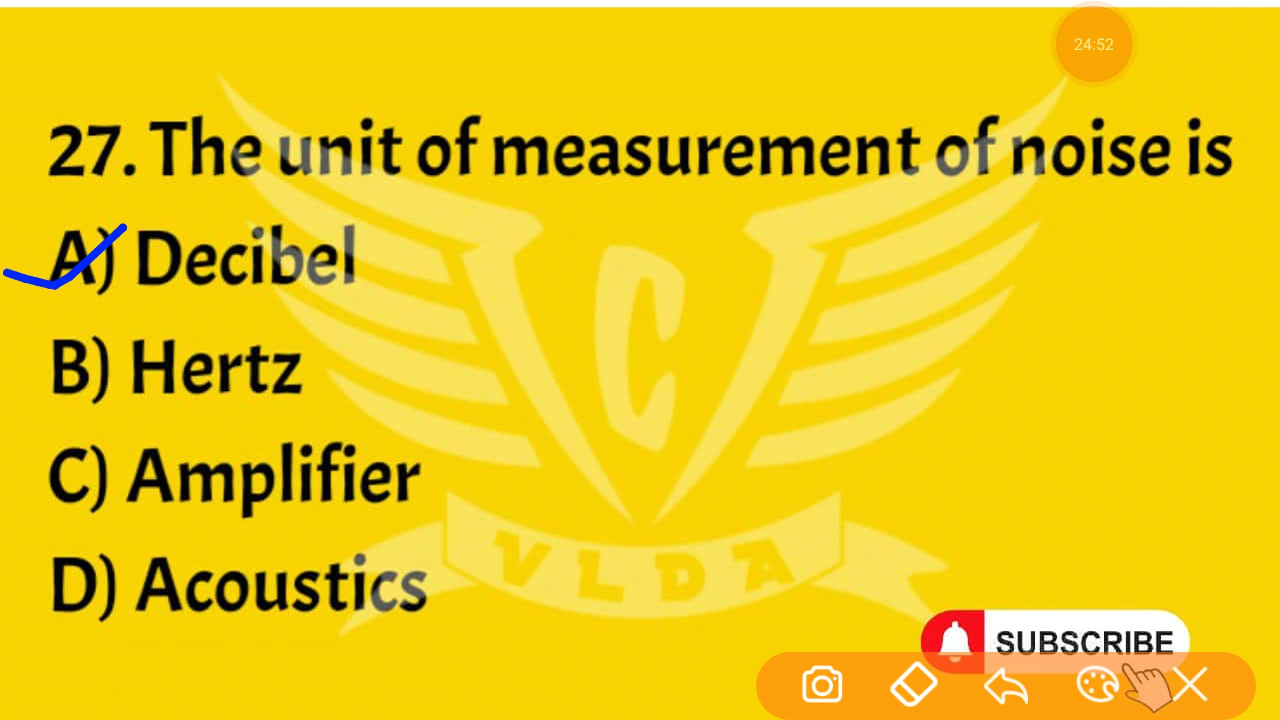 24:52
27. The unit of measurement of noise is
A) Decibel
B) Hertz
C) Amplifier
D) Acoustics
C
VLDA
SUBSCRIBE